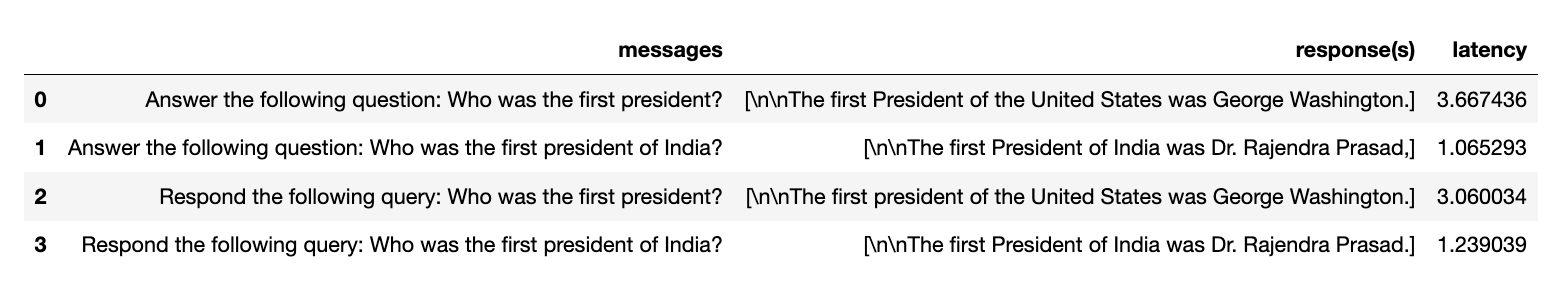 messages response(s) latency
0 Answer the following question: Who was the first president? [\n\nThe first President of the United States was George Washington.] 3.667436
1 Answer the following question: Who was the first president of India? [\n\nThe first President of India was Dr. Rajendra Prasad,] 1.065293
2 Respond the following query: Who was the first president? [\n\nThe first president of the United States was George Washington.] 3.060034
3 Respond the following query: Who was the first president of India? [\n\nThe first President of India was Dr. Rajendra Prasad.] 1.239039